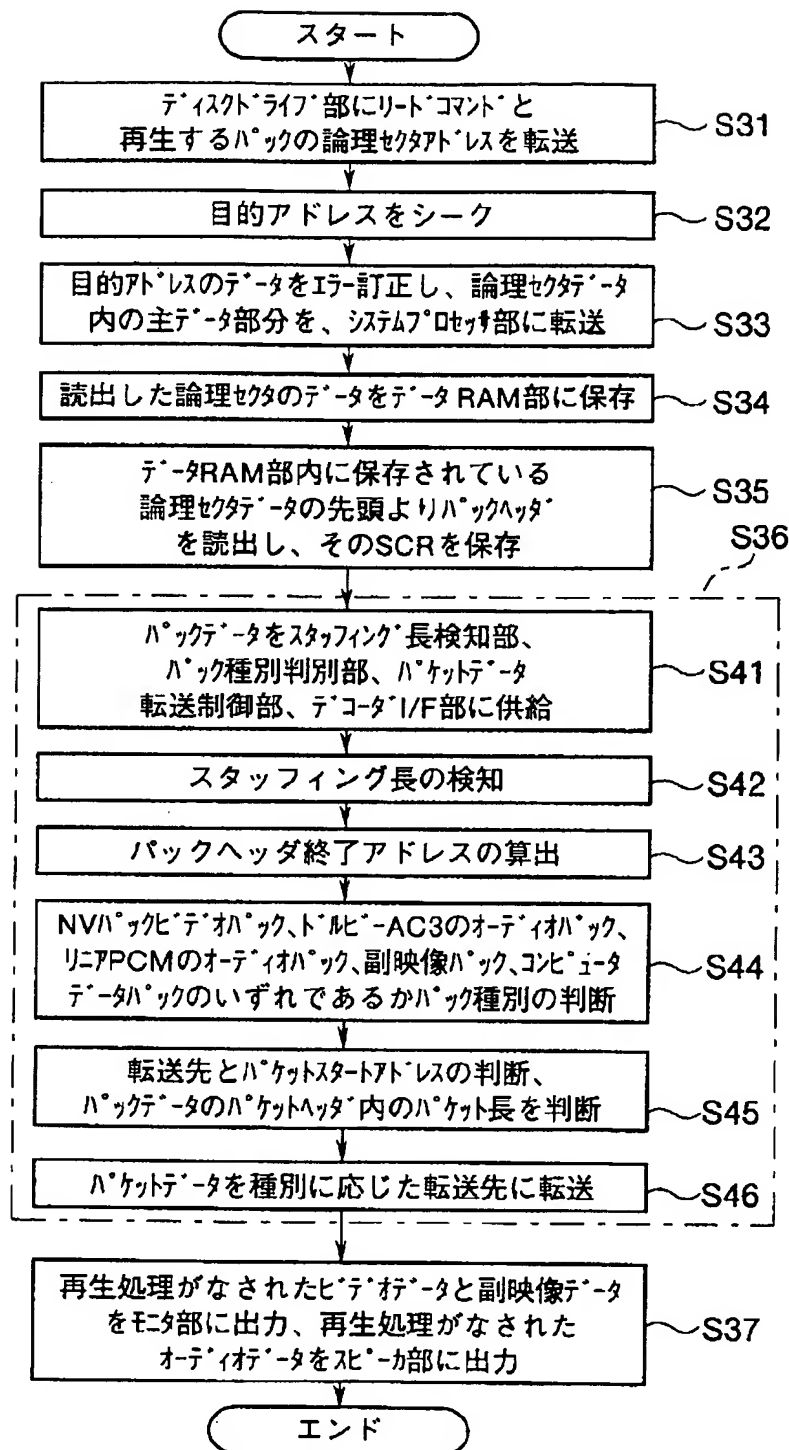 スタート
ディスクドライブ部にリードコマンドと
再生するパックの論理セクタアドレスを転送
S31
目的アドレスをシーク
S32
目的アドレスのデータをエラー訂正し、論理セクタデータ
内の主データ部分を、システムプロセッサ部に転送
S33
読出した論理セクタのデータをデータRAM部に保存
S34
データRAM部内に保存されている
論理セクタデータの先頭よりパックヘッダ
を読出し、そのSCRを保存
S35
S36
パックデータをスタッフィング長検知部、
パック種別判別部、パケットデータ
転送制御部、デコーダI/F部に供給
S41
スタッフィング長の検知
S42
パックヘッダ終了アドレスの算出
S43
NVパックビデオパック、ドルビーAC3のオーディオパック、
リニアPCMのオーディオパック、副映像パック、コンピュータ
データパックのいずれであるかパック種別の判断
S44
転送先とパケットスタートアドレスの判断、
パックデータのパケットヘッダ内のパケット長を判断
S45
パケットデータを種別に応じた転送先に転送
S46
再生処理がなされたビデオデータと副映像データ
をモニタ部に出力、再生処理がなされた
オーディオデータをスピーカ部に出力
S37
エンド